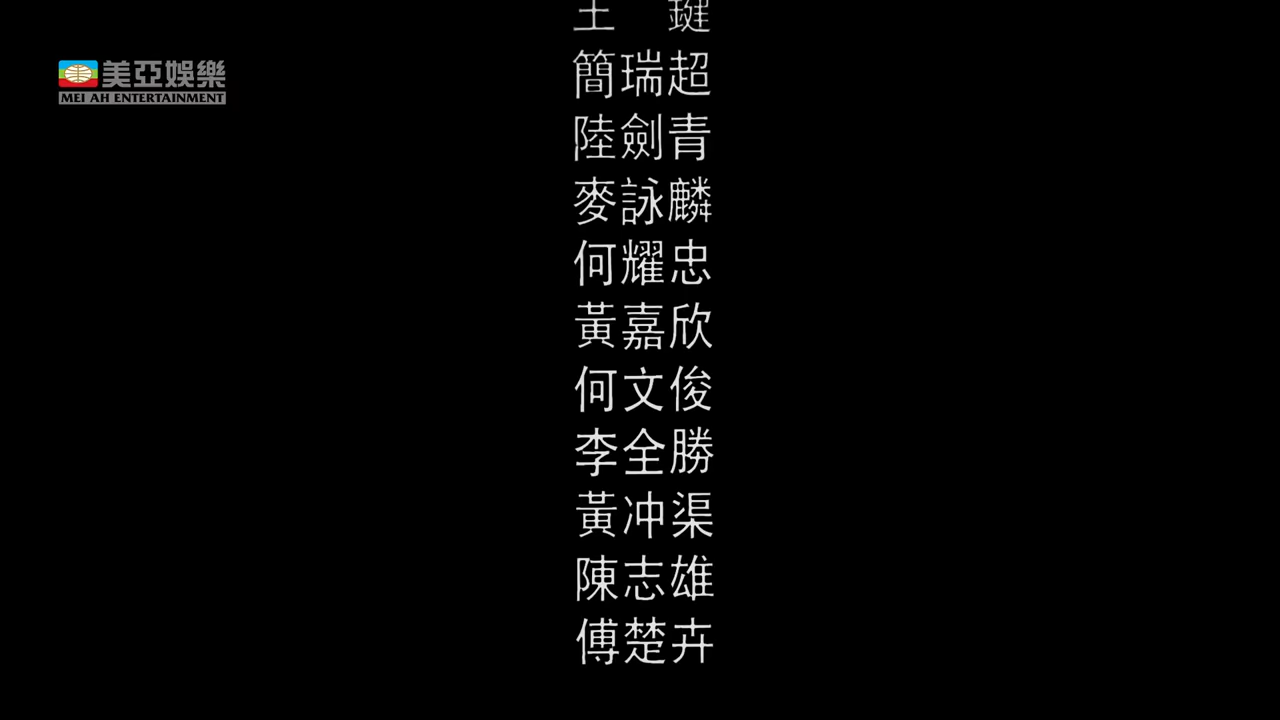 美亞娛樂
MEI AH ENTERTAINMENT
簡瑞超
陸劍青
麥詠麟
何耀忠
黃嘉欣
何文俊
李全勝
黃冲渠
陳志雄
傅楚卉